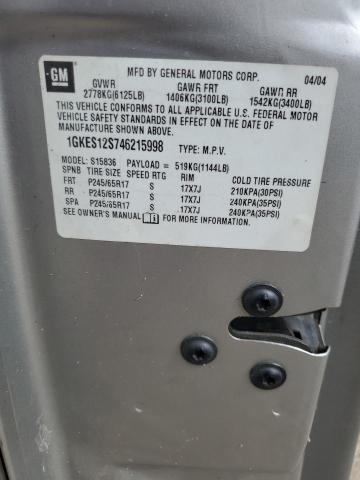 GM
MFD BY GENERAL MOTORS CORP. 04/04
GVWR GAWR FRT GAWR RR
2778KG(6125LB) 1406KG(3100LB) 1542KG(3400LB)
THIS VEHICLE CONFORMS TO ALL APPLICABLE U.S. FEDERAL MOTOR
VEHICLE SAFETY STANDARDS IN EFFECT ON THE DATE OF
MANUFACTURE SHOWN ABOVE.
1GKES12S746215998 TYPE: M.P.V.
MODEL: S15836 PAYLOAD = 519KG(1144LB)
SPNB TIRE SIZE SPEED RTG RIM COLD TIRE PRESSURE
FRT P245/65R17 S 17X7J 210KPA(30PSI)
RR P245/65R17 S 17X7J 240KPA(35PSI)
SPA P245/65R17 S 17X7J 240KPA(35PSI)
SEE OWNER'S MANUAL FOR MORE INFORMATION.